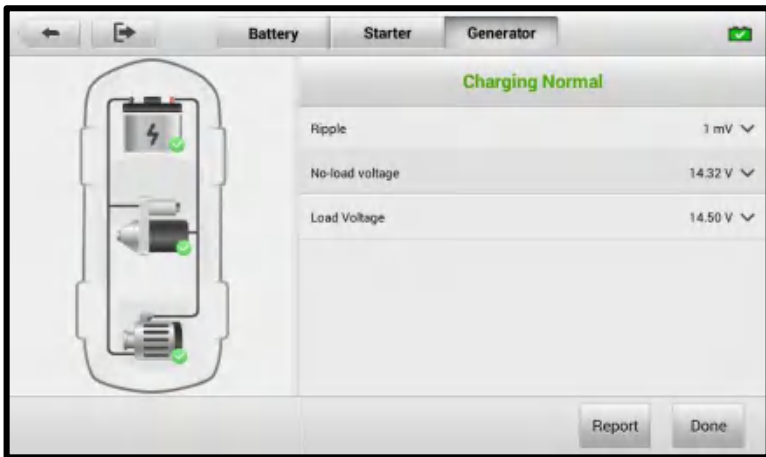 Battery Starter Generator
Charging Normal
Ripple 1 mV
No-load voltage 14.32 V
Load Voltage 14.50 V
Report Done